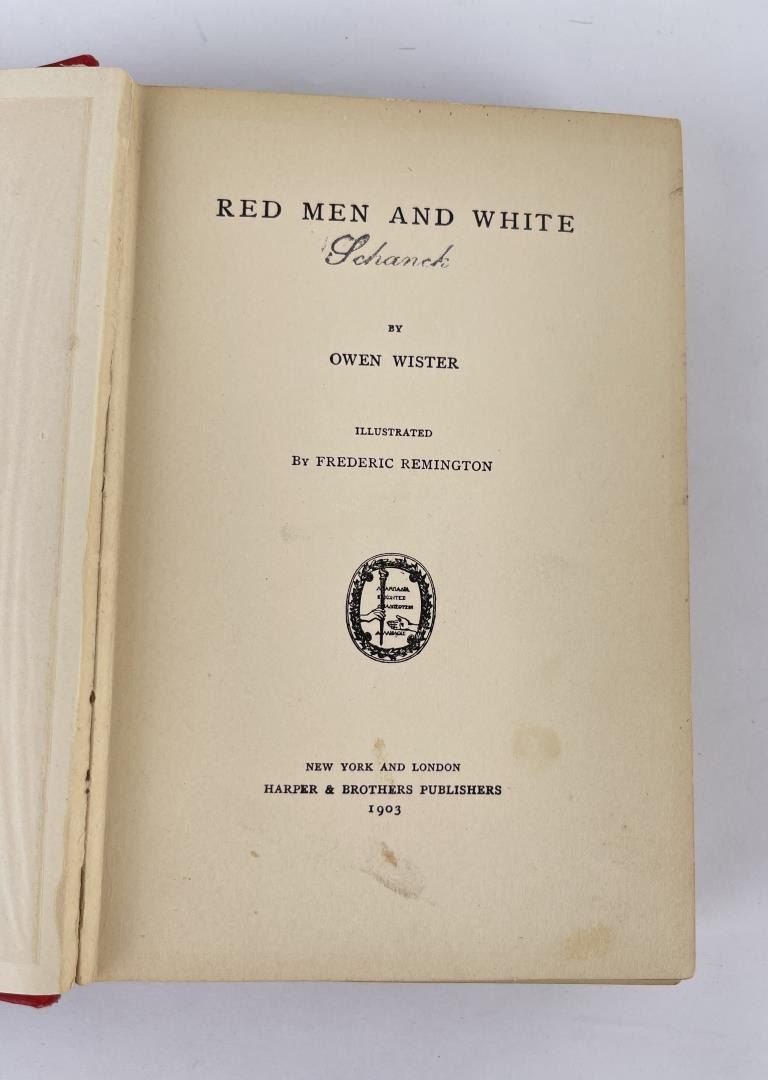 RED MEN AND WHITE
Schanck
BY
OWEN WISTER
ILLUSTRATED
By FREDERIC REMINGTON
NEW YORK AND LONDON
HARPER & BROTHERS PUBLISHERS
1903